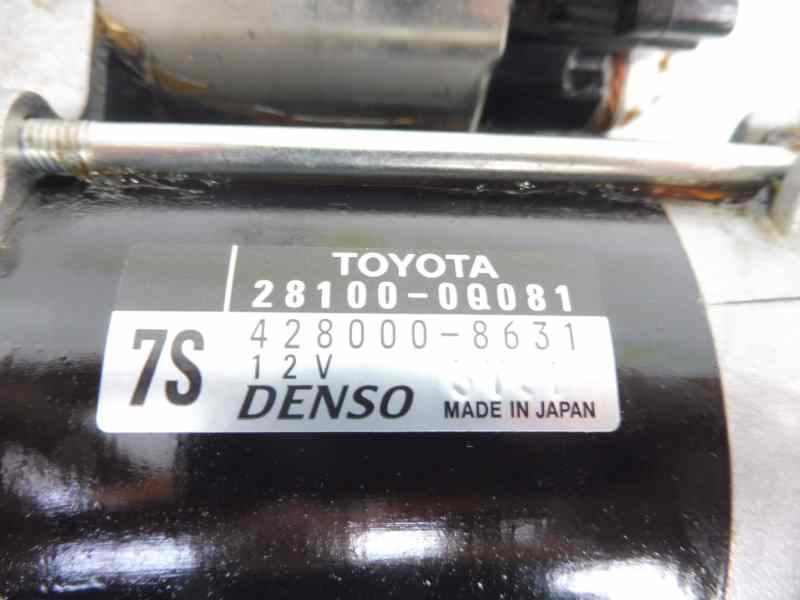 TOYOTA
28100-0Q081
7S
428000-8631
12V
DENSO
MADE IN JAPAN